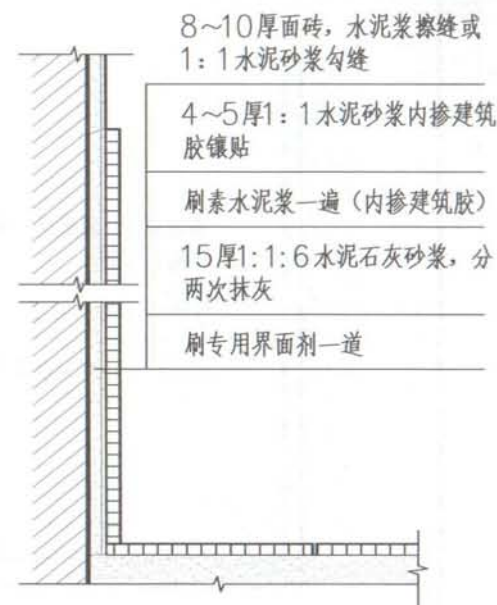 8~10厚面砖，水泥浆擦缝或
1：1水泥砂浆勾缝
4~5厚1：1水泥砂浆内掺建筑
胶镶贴
刷素水泥浆一遍（内掺建筑胶）
15厚1:1:6水泥石灰砂浆，分
两次抹灰
刷专用界面剂一道